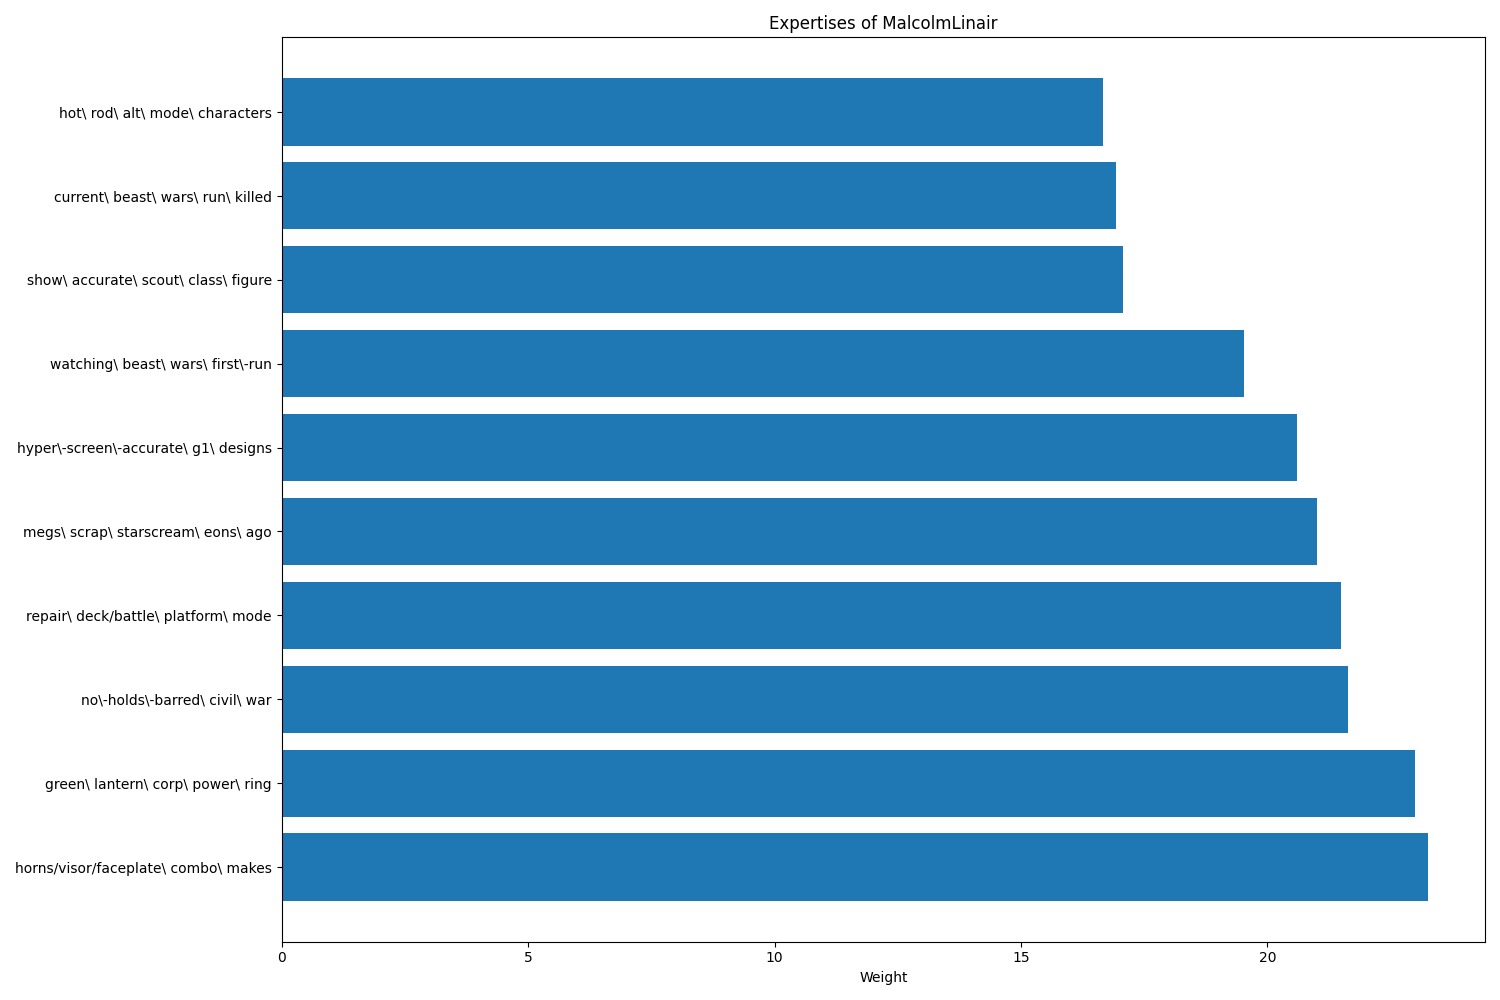 Expertises of MalcolmLinair
hot\ rod\ alt\ mode\ characters
current\ beast\ wars\ run\ killed
show\ accurate\ scout\ class\ figure
watching\ beast\ wars\ first\-run
hyper\-screen\-accurate\ g1\ designs
megs\ scrap\ starscream\ eons\ ago
repair\ deck/battle\ platform\ mode
no\-holds\-barred\ civil\ war
green\ lantern\ corp\ power\ ring
horns/visor/faceplate\ combo\ makes
0 5 10 15 20
Weight